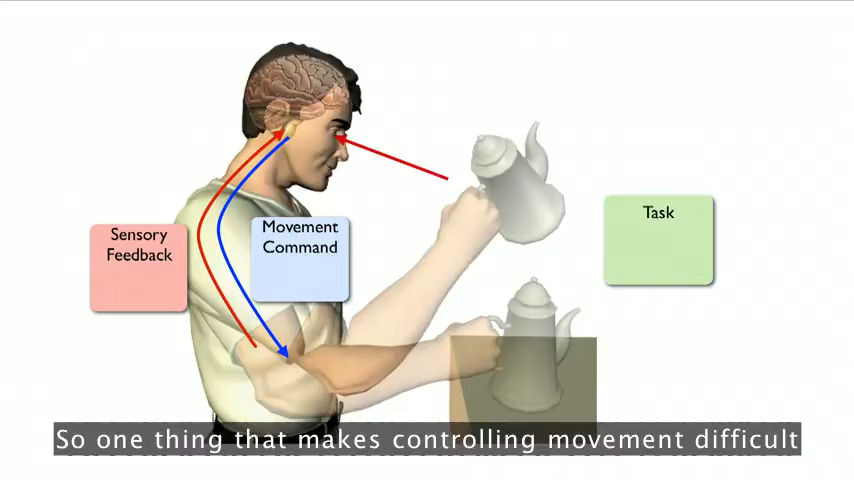 Sensory
Feedback
Movement
Command
Task
So one thing that makes controlling movement difficult